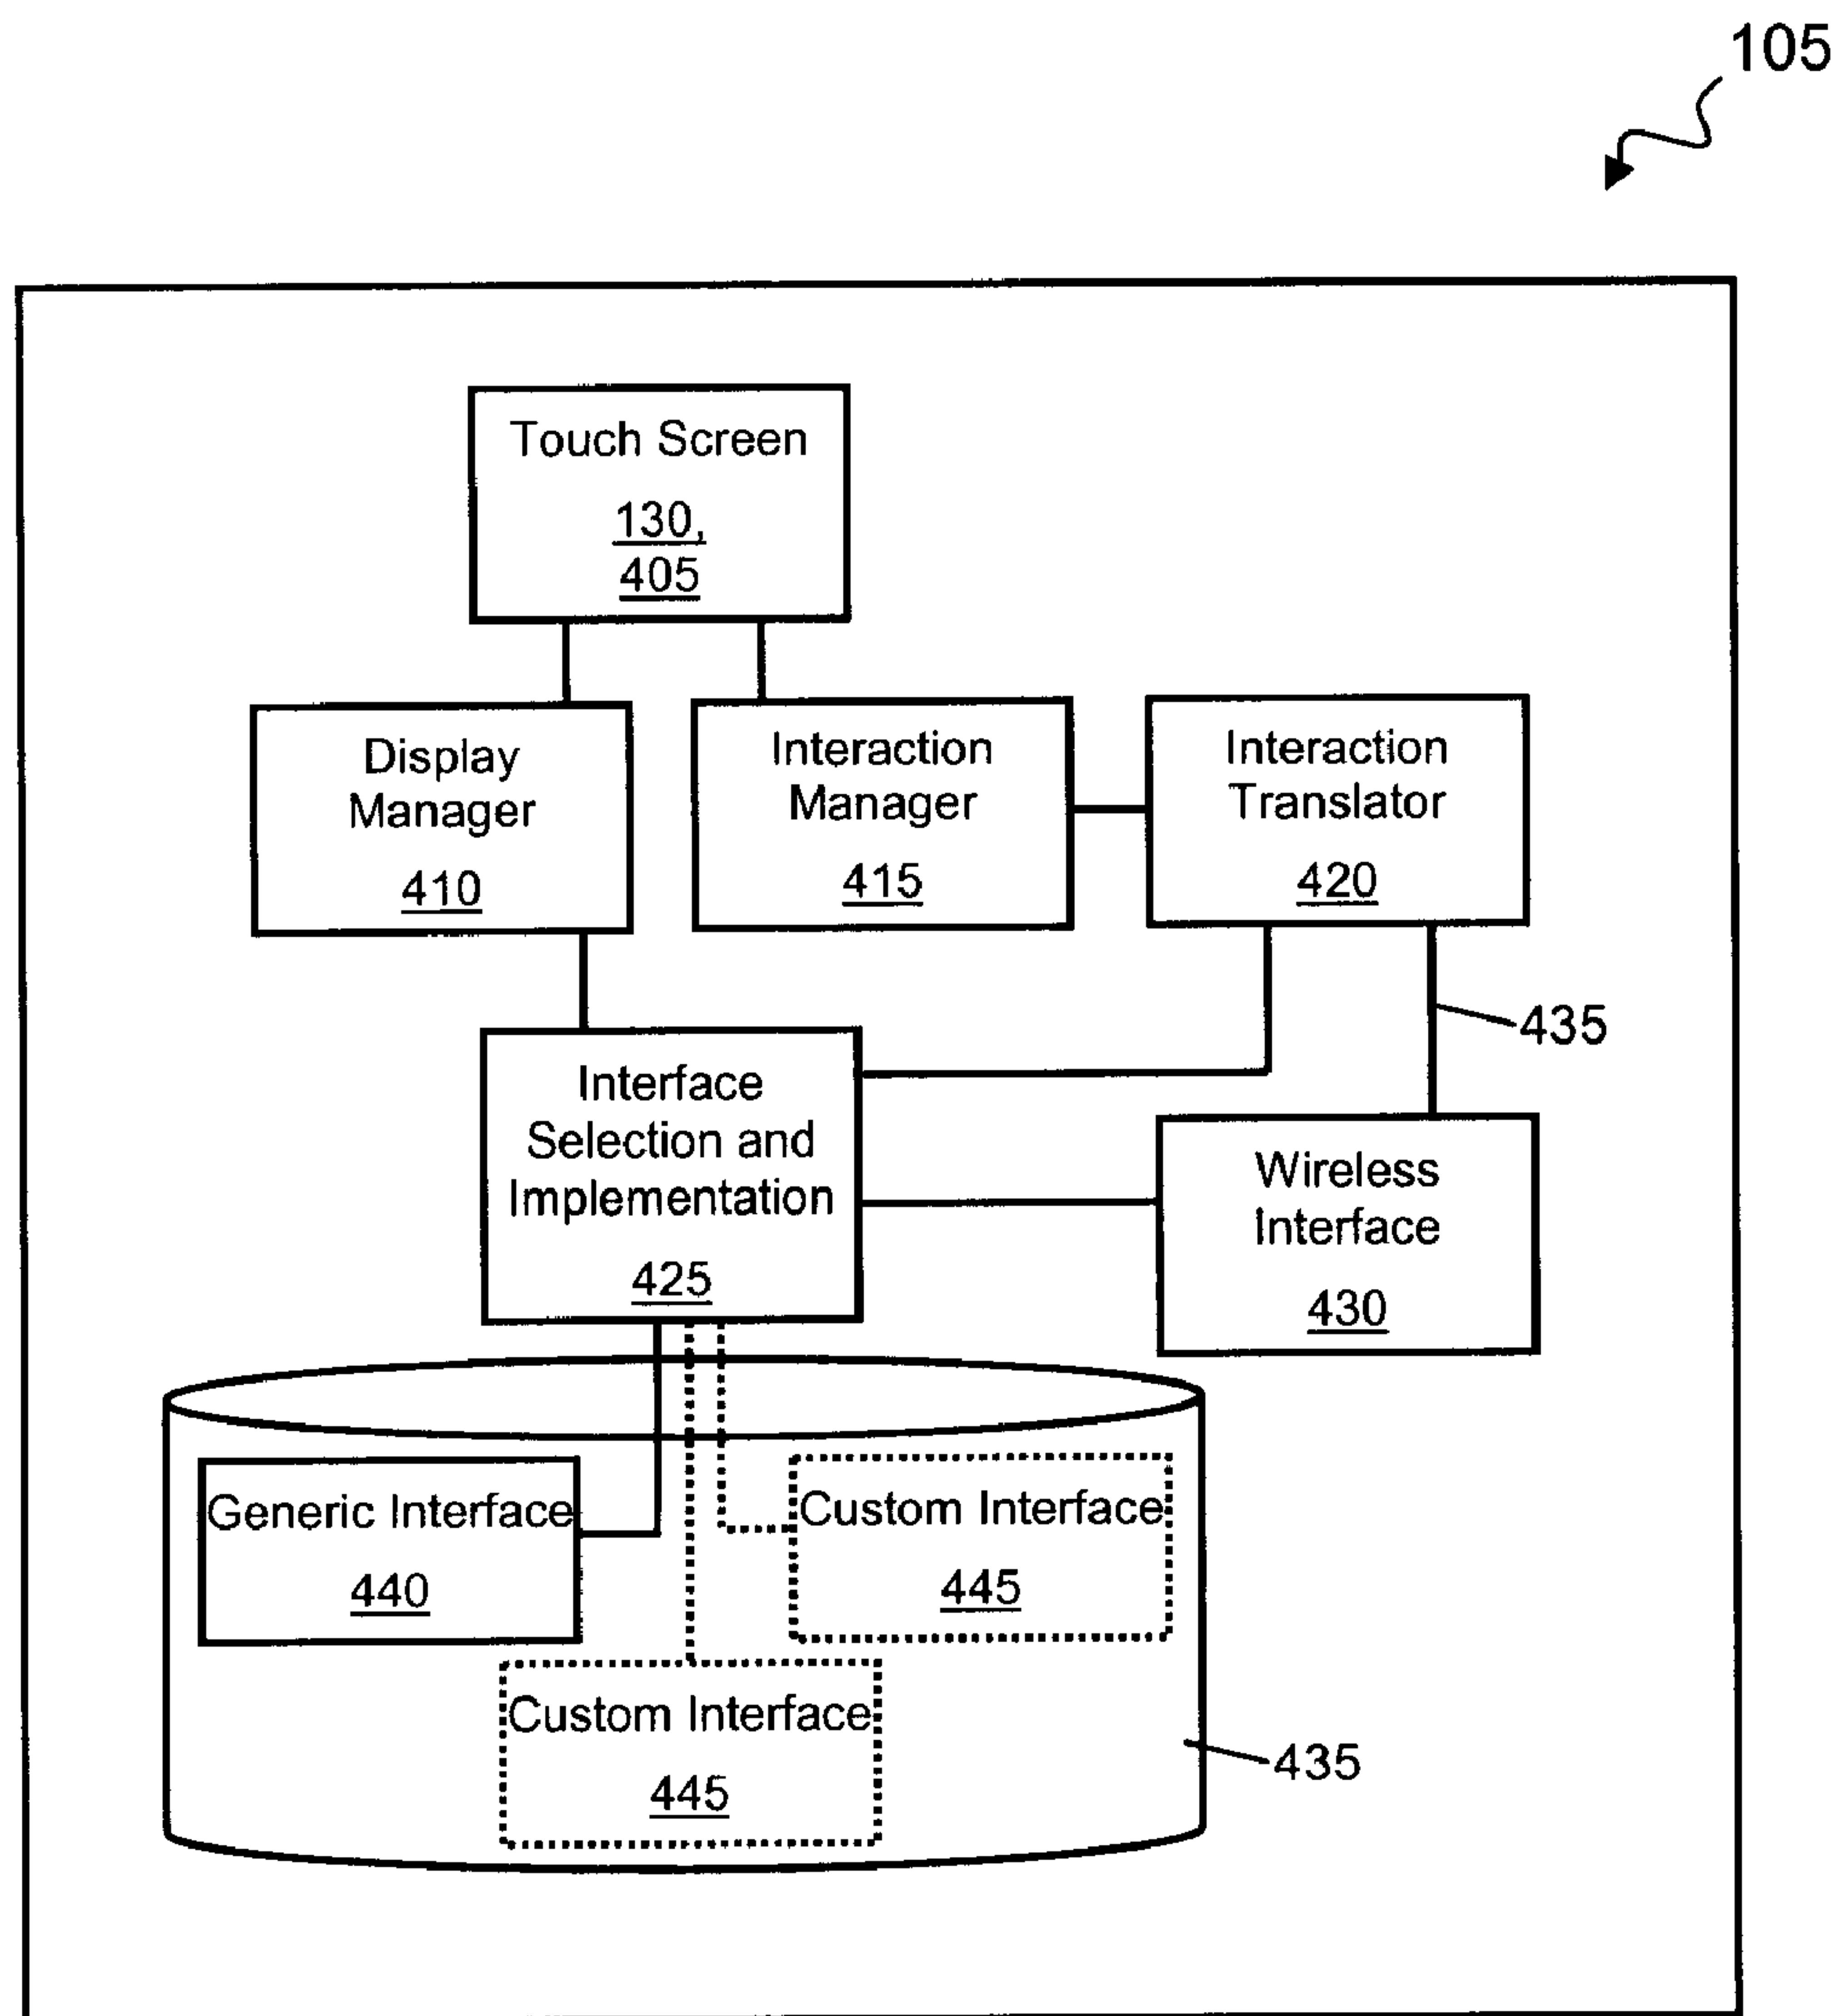 105
Touch Screen
130,
405
Display
Manager
410
Interaction
Manager
415
Interaction
Translator
420
435
Interface
Selection and
Implementation
425
Wireless
Interface
430
Generic Interface
440
Custom Interface
445
Custom Interface
445
435